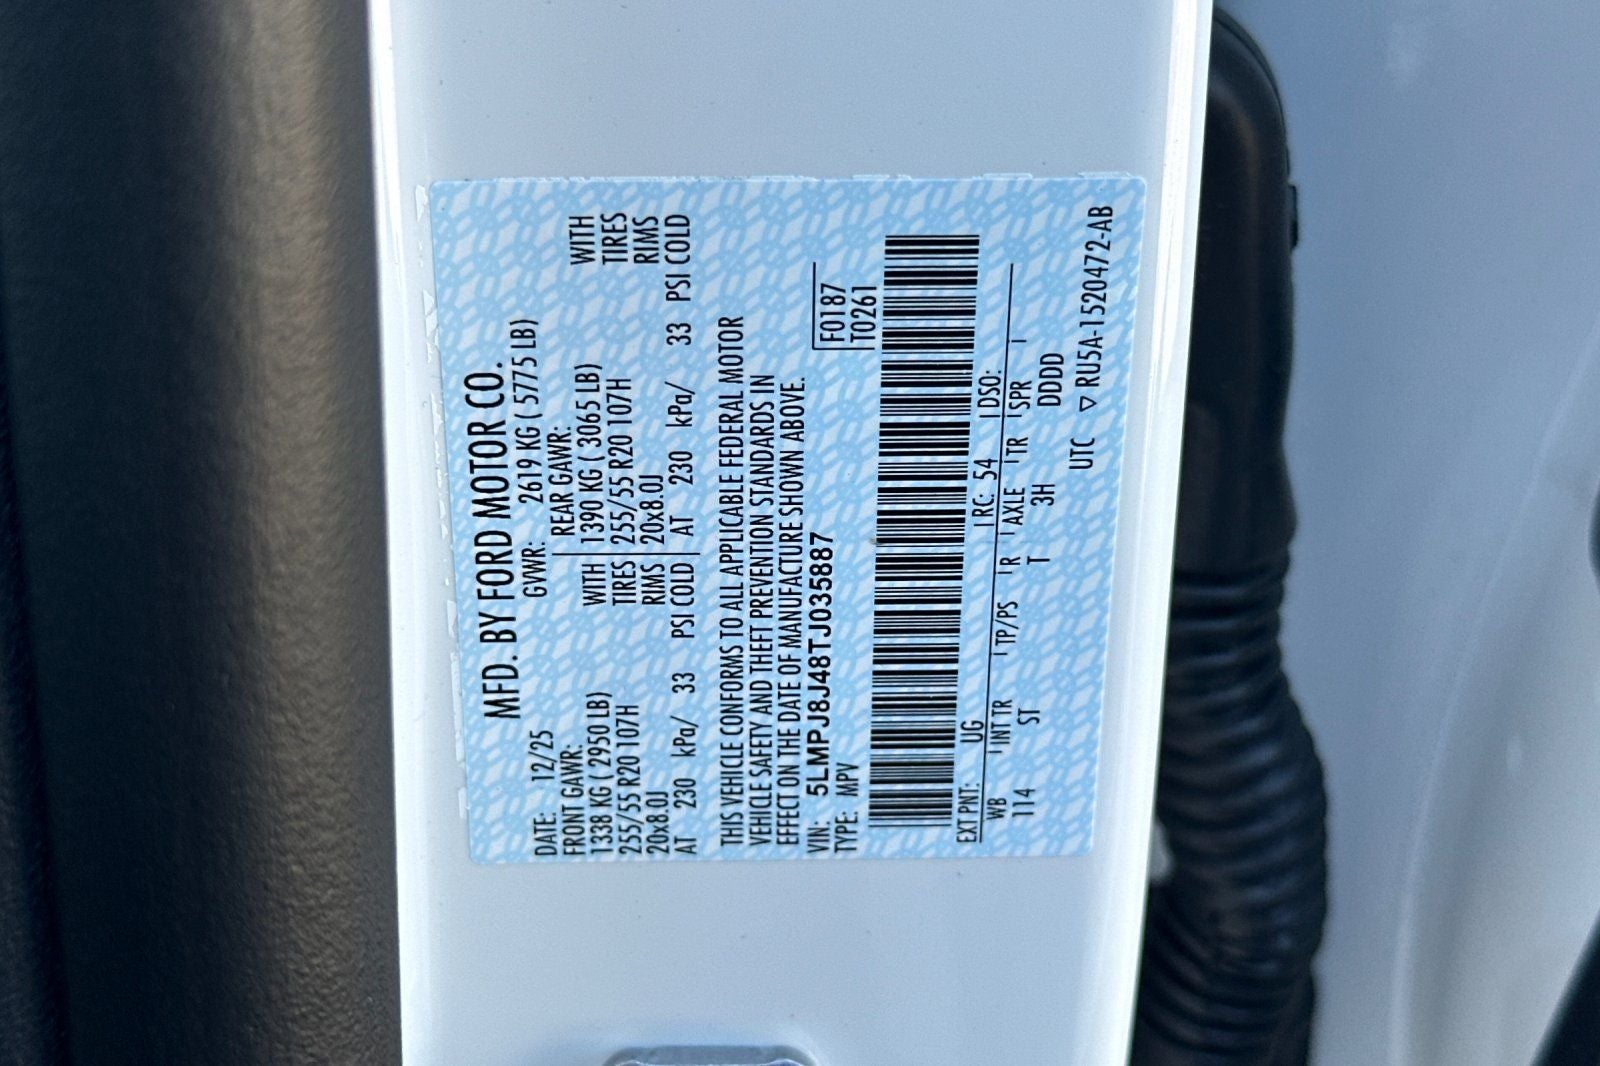 MFD. BY FORD MOTOR CO.
DATE: 12/25 GVWR: 2619 KG ( 5775 LB)
FRONT GAWR: REAR GAWR:
1338 KG ( 2950 LB) WITH 1390 KG ( 3065 LB) WITH
255/55 R20 107H TIRES 255/55 R20 107H TIRES
20x8.0J RIMS 20x8.0J RIMS
AT 230 kPa/ 33 PSI COLD AT 230 kPa/ 33 PSI COLD
THIS VEHICLE CONFORMS TO ALL APPLICABLE FEDERAL MOTOR
VEHICLE SAFETY AND THEFT PREVENTION STANDARDS IN
EFFECT ON THE DATE OF MANUFACTURE SHOWN ABOVE.
VIN: 5LMPJ8J48TJ035887 F0187
TYPE: MPV T0261
EXT PNT: UG RC: 54 DSO:
WB INT TR TP/PS R AXLE TR SPR
114 ST T 3H DDDD
UTC ▽ RU5A-1520472-AB